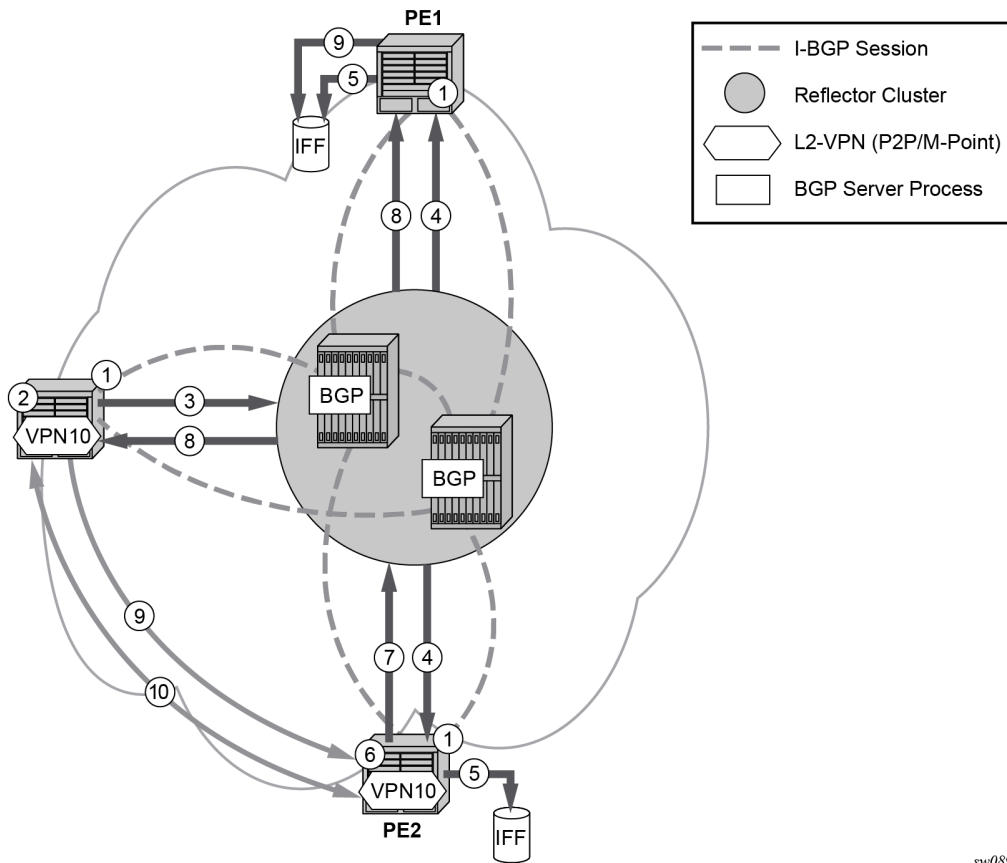 PE1
9
5
1
IFF
8
4
I-BGP Session
Reflector Cluster
L2-VPN (P2P/M-Point)
BGP Server Process
BGP
BGP
1
2
3
VPN10
8
9
7
4
10
6
1
VPN10
5
PE2
IFF